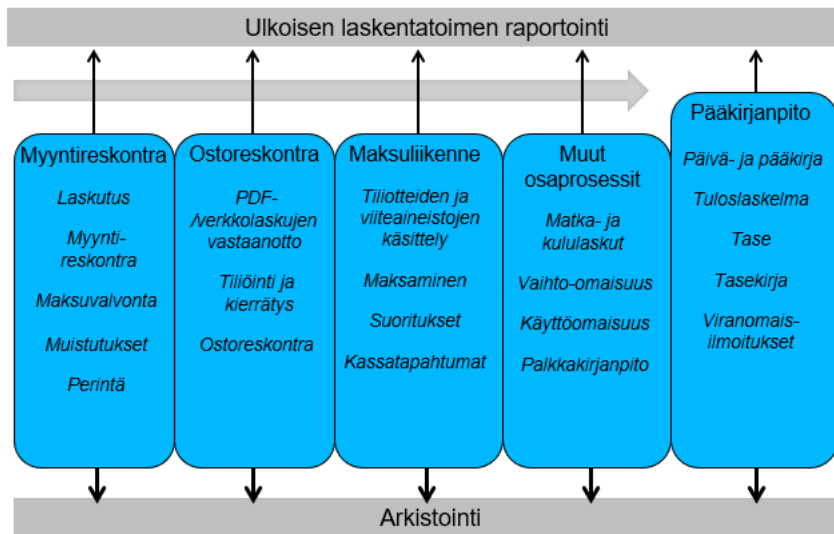 Ulkoisen laskentatoimen raportointi
Myyntireskontra
Laskutus
Myynti-
reskontra
Maksuvalvonta
Muistutukset
Perintä
Ostoreskontra
PDF-
/verkkolaskujen
vastaanotto
Tiliöinti ja
kierrätys
Ostoreskontra
Maksuliikenne
Tiliotteiden ja
viiteaineistojen
käsittely
Maksaminen
Suoritukset
Kassatapahtumat
Muut
osaprosessit
Matka- ja
kululaskut
Vaihto-omaisuus
Käyttöomaisuus
Palkkakirjanpito
Pääkirjanpito
Päivä- ja pääkirja
Tuloslaskelma
Tase
Tasekirja
Viranomais-
ilmoitukset
Arkistointi